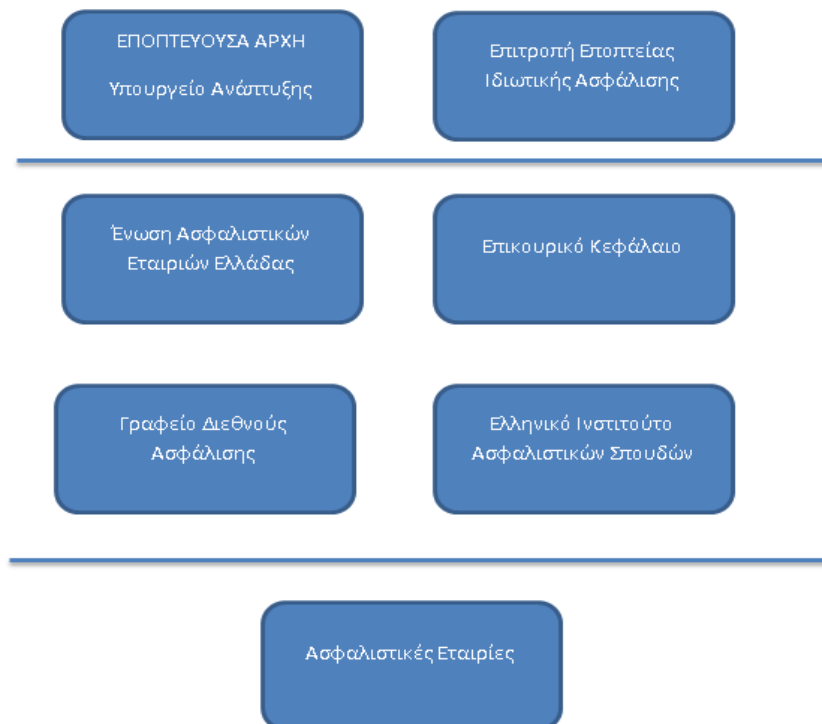 ΕΠΟΠΤΕΥΟΥΣΑ ΑΡΧΗ
Υπουργείο Ανάπτυξης
Επιτροπή Εποπτείας
Ιδιωτικής Ασφάλισης
Ένωση Ασφαλιστικών
Εταιριών Ελλάδας
Επικουρικό Κεφάλαιο
Γραφείο Διεθνούς
Ασφάλισης
Ελληνικό Ινστιτούτο
Ασφαλιστικών Σπουδών
Ασφαλιστικές Εταιρίες